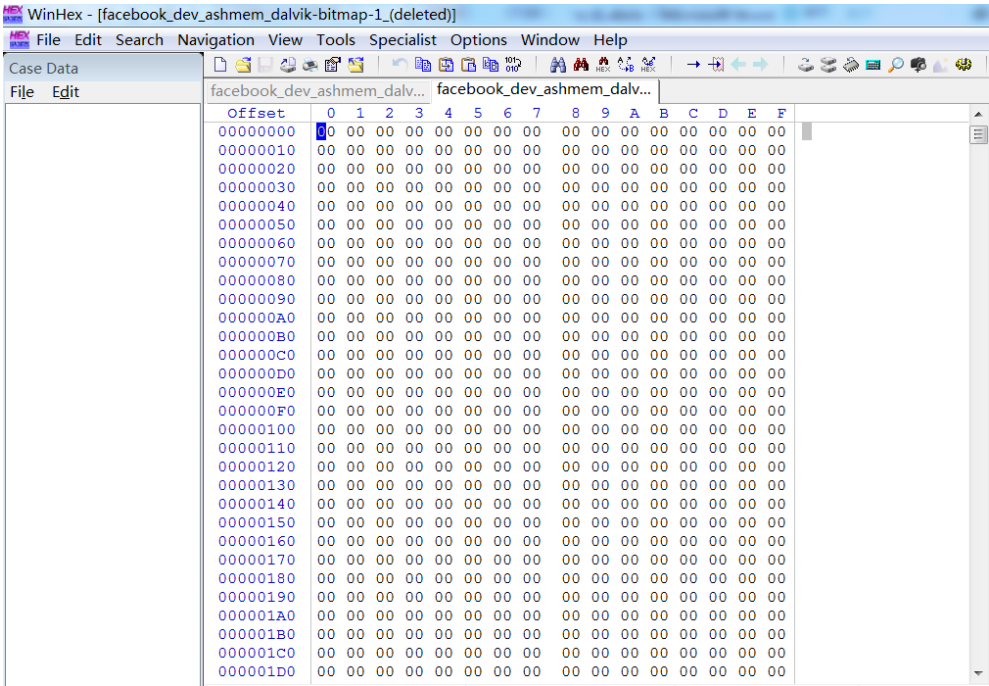 WinHex - [facebook_dev_ashmem_dalvik-bitmap-1_(deleted)]
File Edit Search Navigation View Tools Specialist Options Window Help
Case Data
File Edit
facebook_dev_ashmem_dalv... facebook_dev_ashmem_dalv...
Offset 0 1 2 3 4 5 6 7 8 9 A B C D E F
00000000 00 00 00 00 00 00 00 00 00 00 00 00 00 00 00 00
00000010 00 00 00 00 00 00 00 00 00 00 00 00 00 00 00 00
00000020 00 00 00 00 00 00 00 00 00 00 00 00 00 00 00 00
00000030 00 00 00 00 00 00 00 00 00 00 00 00 00 00 00 00
00000040 00 00 00 00 00 00 00 00 00 00 00 00 00 00 00 00
00000050 00 00 00 00 00 00 00 00 00 00 00 00 00 00 00 00
00000060 00 00 00 00 00 00 00 00 00 00 00 00 00 00 00 00
00000070 00 00 00 00 00 00 00 00 00 00 00 00 00 00 00 00
00000080 00 00 00 00 00 00 00 00 00 00 00 00 00 00 00 00
00000090 00 00 00 00 00 00 00 00 00 00 00 00 00 00 00 00
000000A0 00 00 00 00 00 00 00 00 00 00 00 00 00 00 00 00
000000B0 00 00 00 00 00 00 00 00 00 00 00 00 00 00 00 00
000000C0 00 00 00 00 00 00 00 00 00 00 00 00 00 00 00 00
000000D0 00 00 00 00 00 00 00 00 00 00 00 00 00 00 00 00
000000E0 00 00 00 00 00 00 00 00 00 00 00 00 00 00 00 00
000000F0 00 00 00 00 00 00 00 00 00 00 00 00 00 00 00 00
00000100 00 00 00 00 00 00 00 00 00 00 00 00 00 00 00 00
00000110 00 00 00 00 00 00 00 00 00 00 00 00 00 00 00 00
00000120 00 00 00 00 00 00 00 00 00 00 00 00 00 00 00 00
00000130 00 00 00 00 00 00 00 00 00 00 00 00 00 00 00 00
00000140 00 00 00 00 00 00 00 00 00 00 00 00 00 00 00 00
00000150 00 00 00 00 00 00 00 00 00 00 00 00 00 00 00 00
00000160 00 00 00 00 00 00 00 00 00 00 00 00 00 00 00 00
00000170 00 00 00 00 00 00 00 00 00 00 00 00 00 00 00 00
00000180 00 00 00 00 00 00 00 00 00 00 00 00 00 00 00 00
00000190 00 00 00 00 00 00 00 00 00 00 00 00 00 00 00 00
000001A0 00 00 00 00 00 00 00 00 00 00 00 00 00 00 00 00
000001B0 00 00 00 00 00 00 00 00 00 00 00 00 00 00 00 00
000001C0 00 00 00 00 00 00 00 00 00 00 00 00 00 00 00 00
000001D0 00 00 00 00 00 00 00 00 00 00 00 00 00 00 00 00